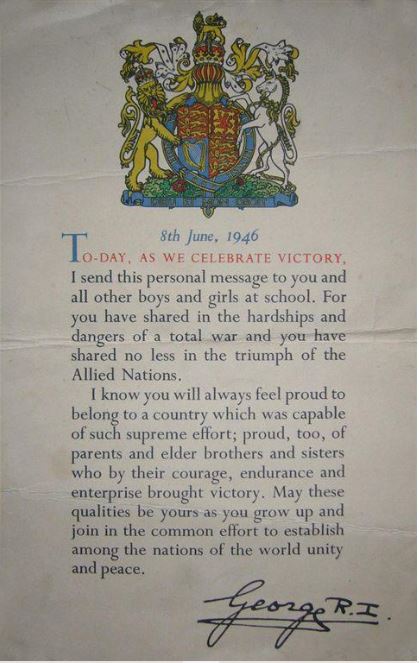 DIEU ET MON DROIT
8th June, 1946
TO-DAY, AS WE CELEBRATE VICTORY,
I send this personal message to you and
all other boys and girls at school. For
you have shared in the hardships and
dangers of a total war and you have
shared no less in the triumph of the
Allied Nations.
I know you will always feel proud to
belong to a country which was capable
of such supreme effort; proud, too, of
parents and elder brothers and sisters
who by their courage, endurance and
enterprise brought victory. May these
qualities be yours as you grow up and
join in the common effort to establish
among the nations of the world unity
and peace.
George R.I.